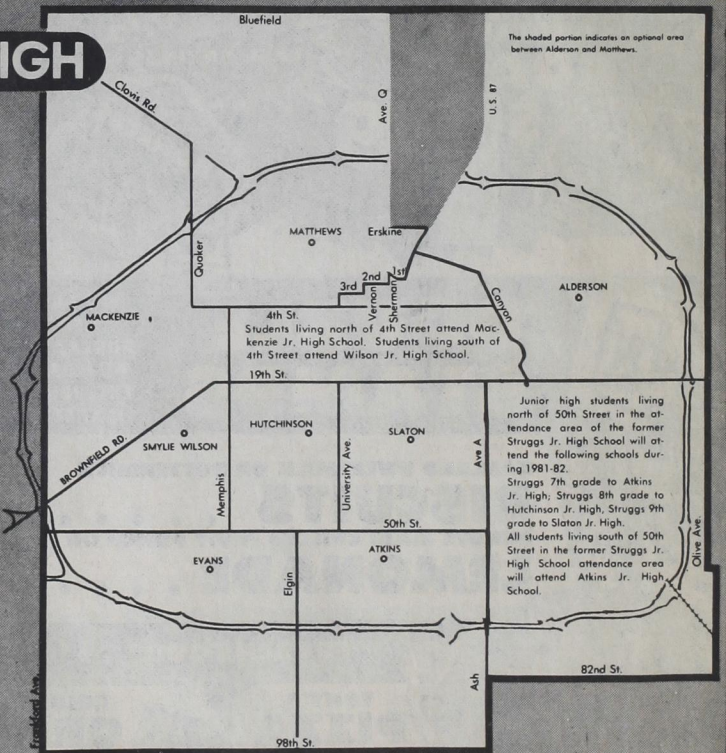 IGH
Bluefield
The shaded portion indicates an optional area
between Alderson and Matthews.
Clovis Rd.
Ave. Q
U.S. 87
Quaker
MATTHEWS
Erskine
1st
2nd
3rd
Vernon
Sherman
Canyon
ALDERSON
MACKENZIE
4th St.
Students living north of 4th Street attend Mac-
kenzie Jr. High School. Students living south of
4th Street attend Wilson Jr. High School.
19th St.
BROWNFIELD RD.
SMYLIE WILSON
HUTCHINSON
SLATON
Memphis
University Ave.
Ave A
50th St.
Junior high students living
north of 50th Street in the at-
tendance area of the former
Struggs Jr. High School will at-
tend the following schools dur-
ing 1981-82.
Struggs 7th grade to Atkins
Jr. High; Struggs 8th grade to
Hutchinson Jr. High, Struggs 9th
grade to Slaton Jr. High.
All students living south of 50th
Street in the former Struggs Jr.
High School attendance area
will attend Atkins Jr. High
School.
Olive Ave.
EVANS
ATKINS
Elgin
Ash
82nd St.
Frankford Ave.
98th St.